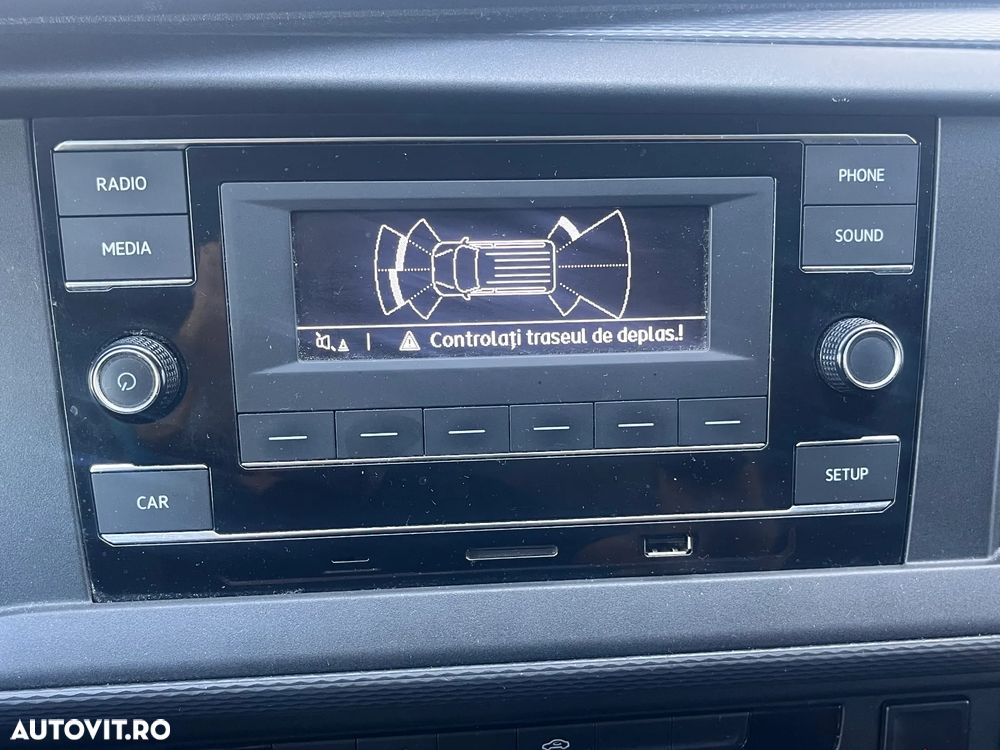 RADIO
PHONE
MEDIA
SOUND
Controlați traseul de deplas.!
CAR
SETUP
AUTOVIT.RO